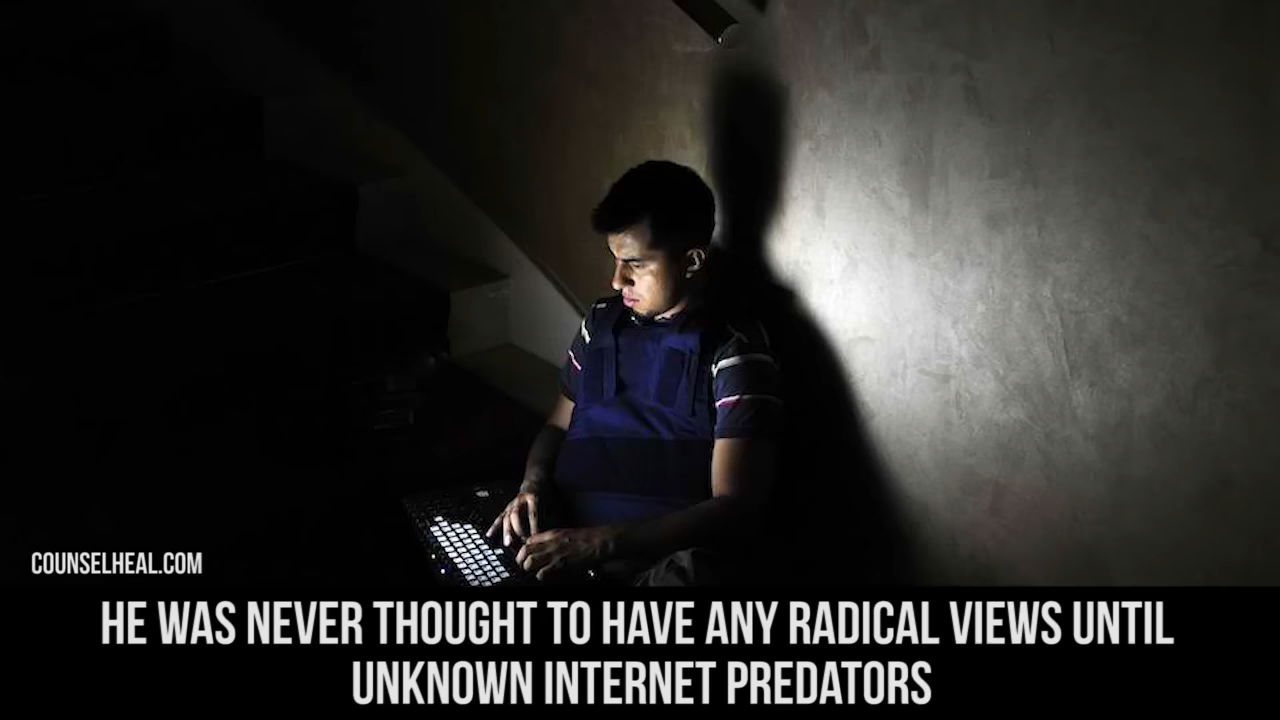 COUNSELHEAL.COM
HE WAS NEVER THOUGHT TO HAVE ANY RADICAL VIEWS UNTIL
UNKNOWN INTERNET PREDATORS